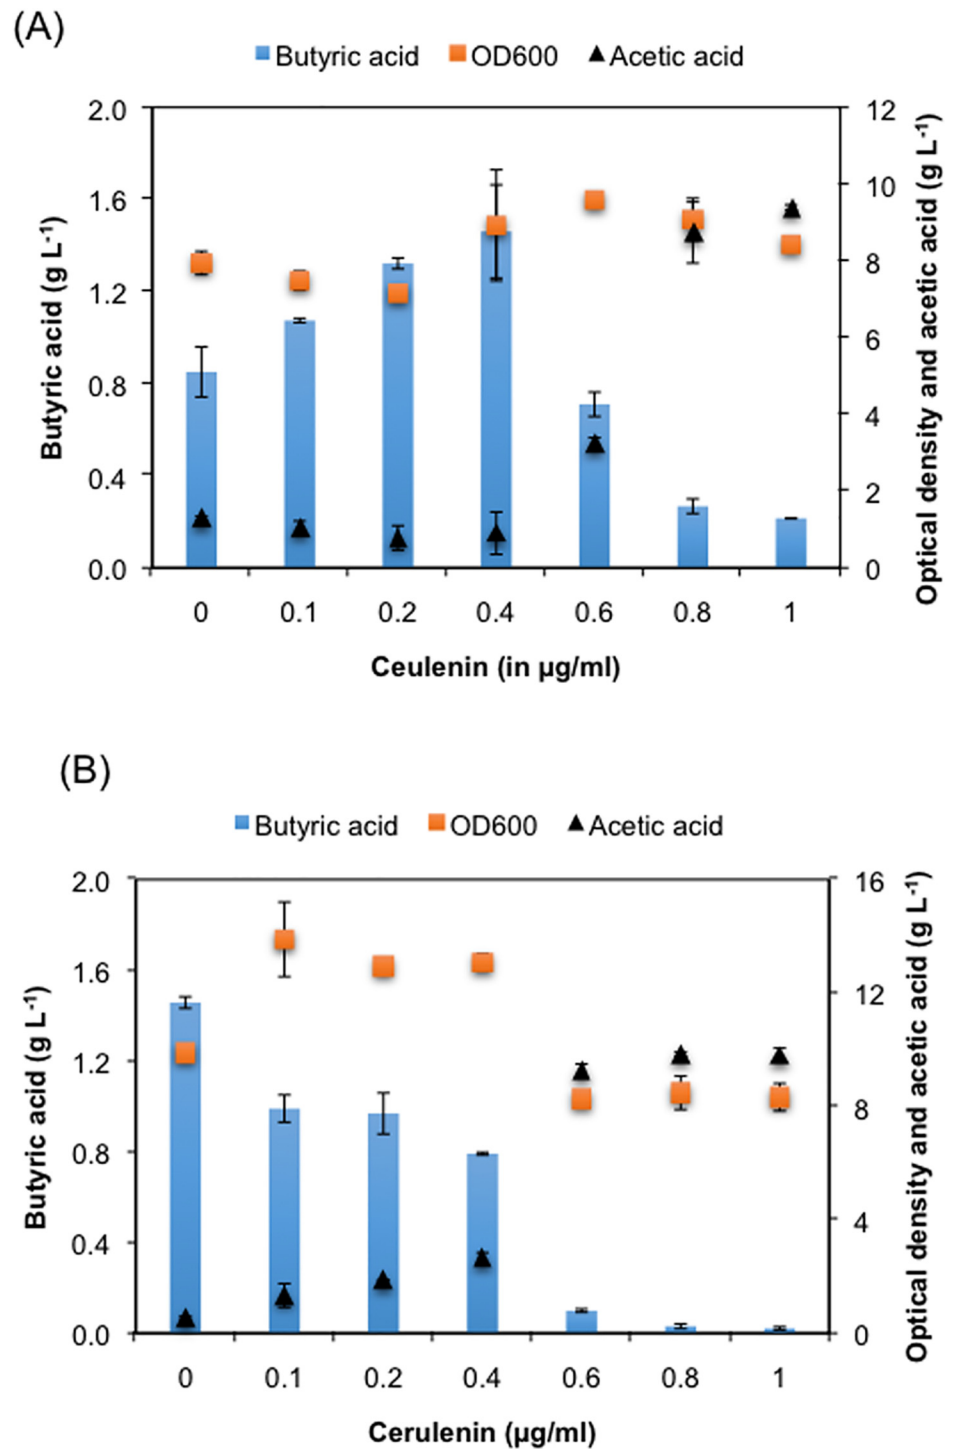 (A)
Butyric acid OD600 Acetic acid
2.0 12
10
1.6
8
1.2
6
0.8
4
0.4
2
0.0 0
Butyric acid (g L-1)
Optical density and acetic acid (g L-1)
0 0.1 0.2 0.4 0.6 0.8 1
Ceulenin (in µg/ml)
(B)
Butyric acid OD600 Acetic acid
2.0 16
1.6
12
1.2
8
0.8
4
0.4
0.0 0
Butyric acid (g L-1)
Optical density and acetic acid (g L-1)
0 0.1 0.2 0.4 0.6 0.8 1
Cerulenin (µg/ml)